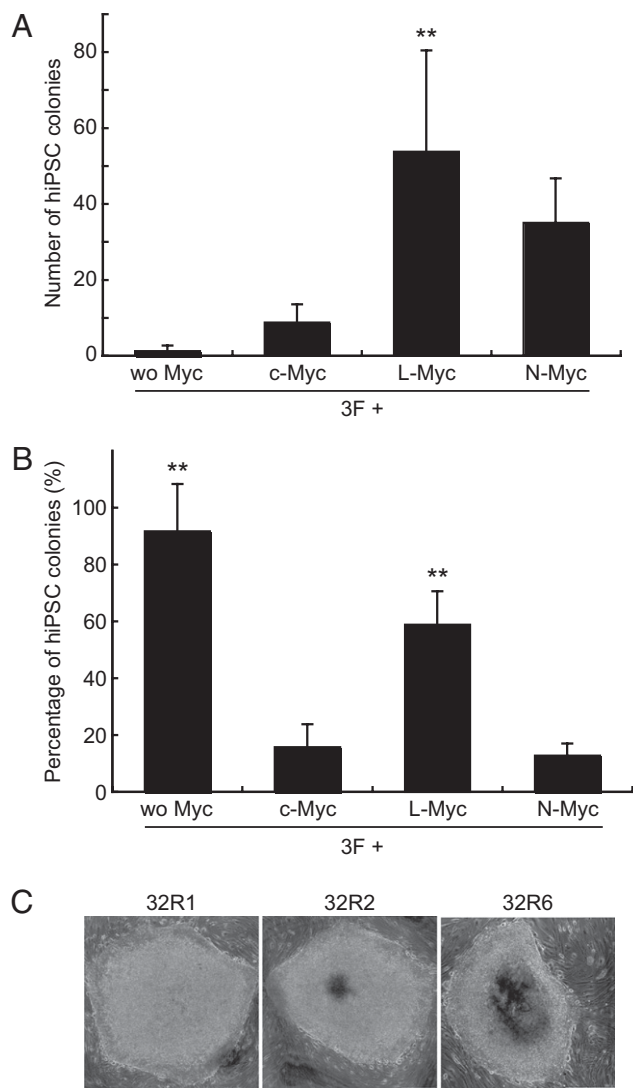 A
Number of hiPSC colonies
80
60
40
20
0
**
wo Myc c-Myc L-Myc N-Myc
3F +
B
Percentage of hiPSC colonies (%)
100
80
60
40
20
0
** **
wo Myc c-Myc L-Myc N-Myc
3F +
C
32R1 32R2 32R6